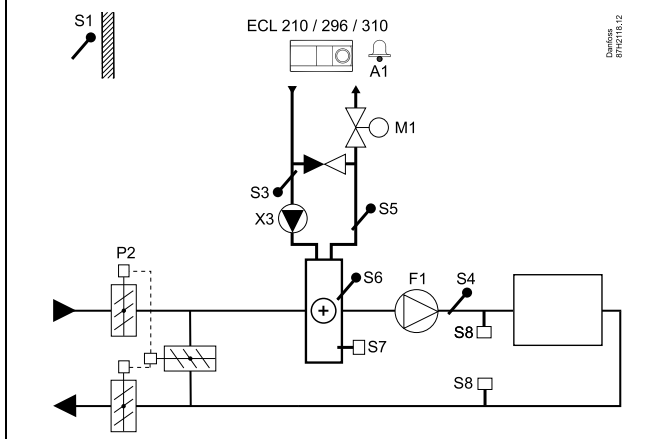 S1
ECL 210 / 296 / 310
A1
Danfoss
87H2118.12
M1
S3
S5
X3
P2
S6
F1
S4
S8
S7
S8